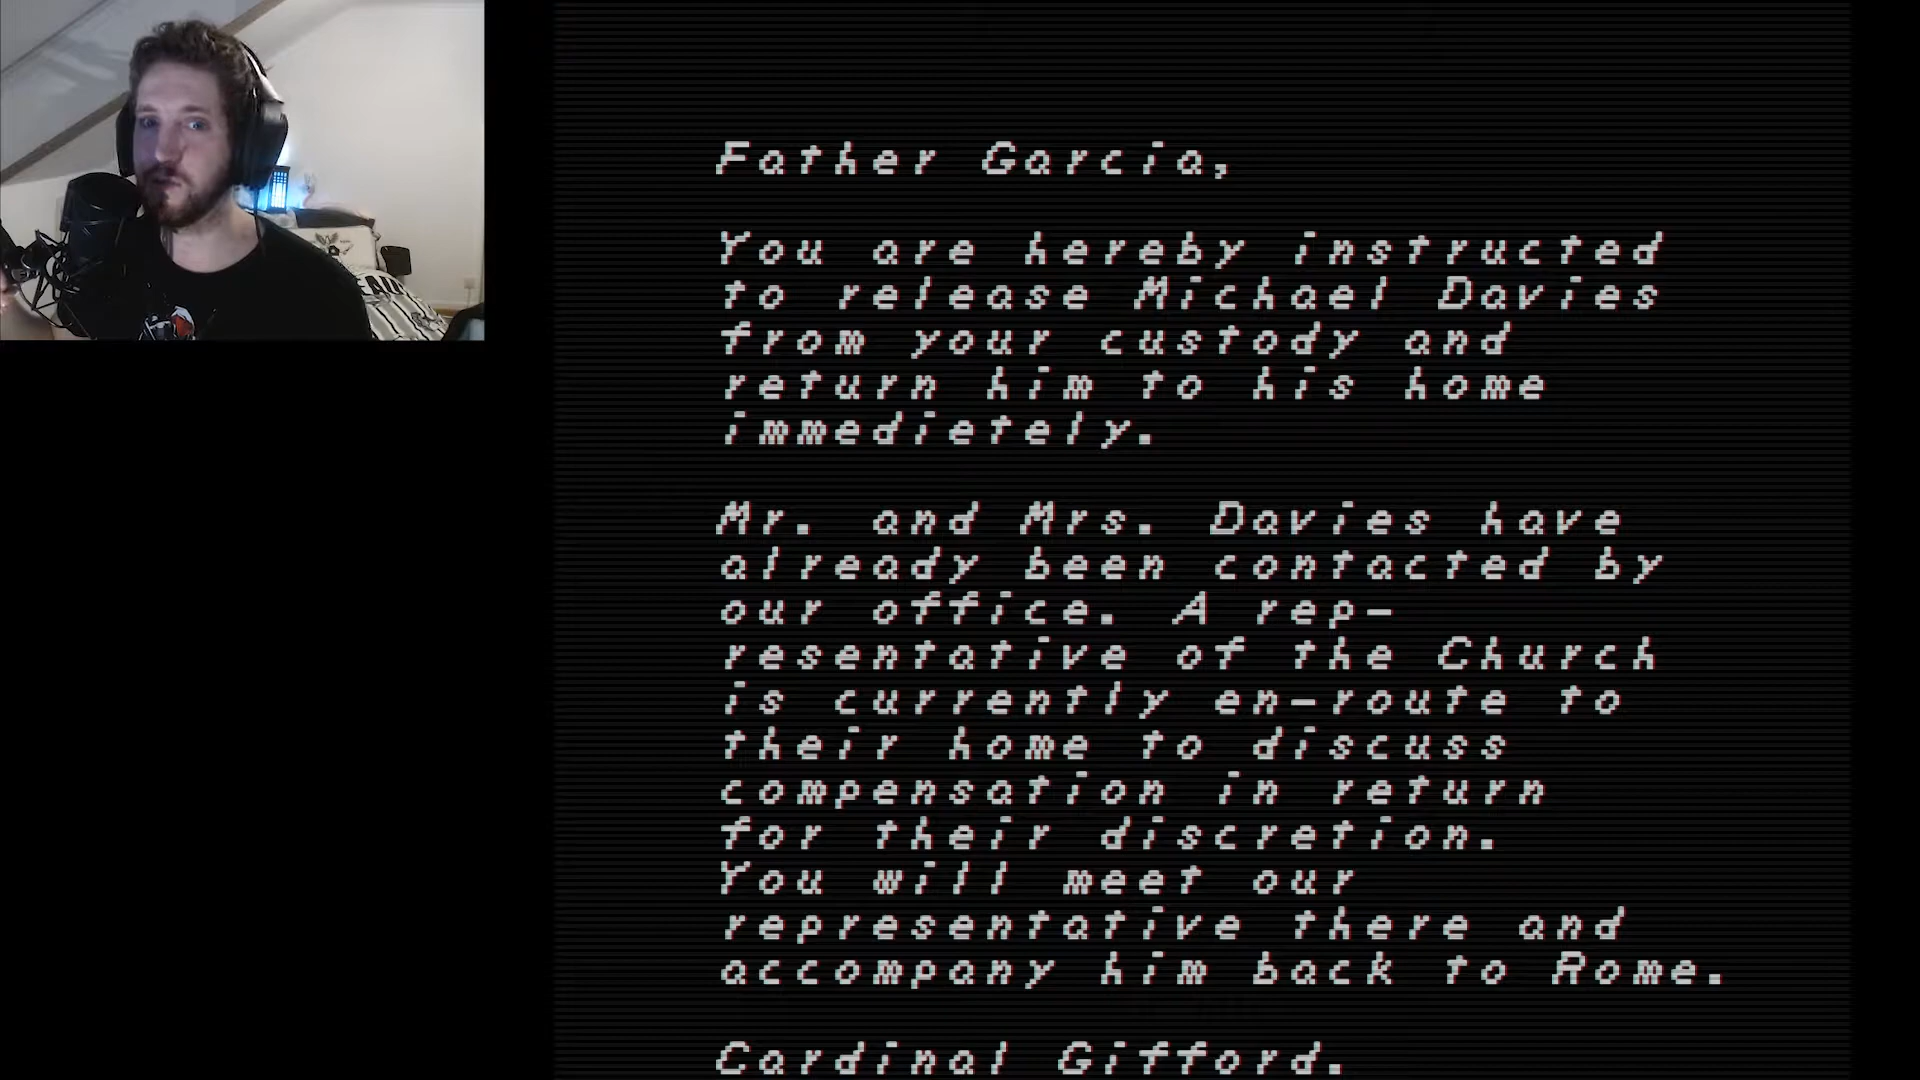 Father Garcia,
You are hereby instructed
to release Michael Davies
from your custody and
return him to his home
immedietely.
Mr. and Mrs. Davies have
already been contacted by
our office. A rep-
resentative of the Church
is currently en-route to
their home to discuss
compensation in return
for their discretion.
You will meet our
representative there and
accompany him back to Rome.
Cardinal Gifford.